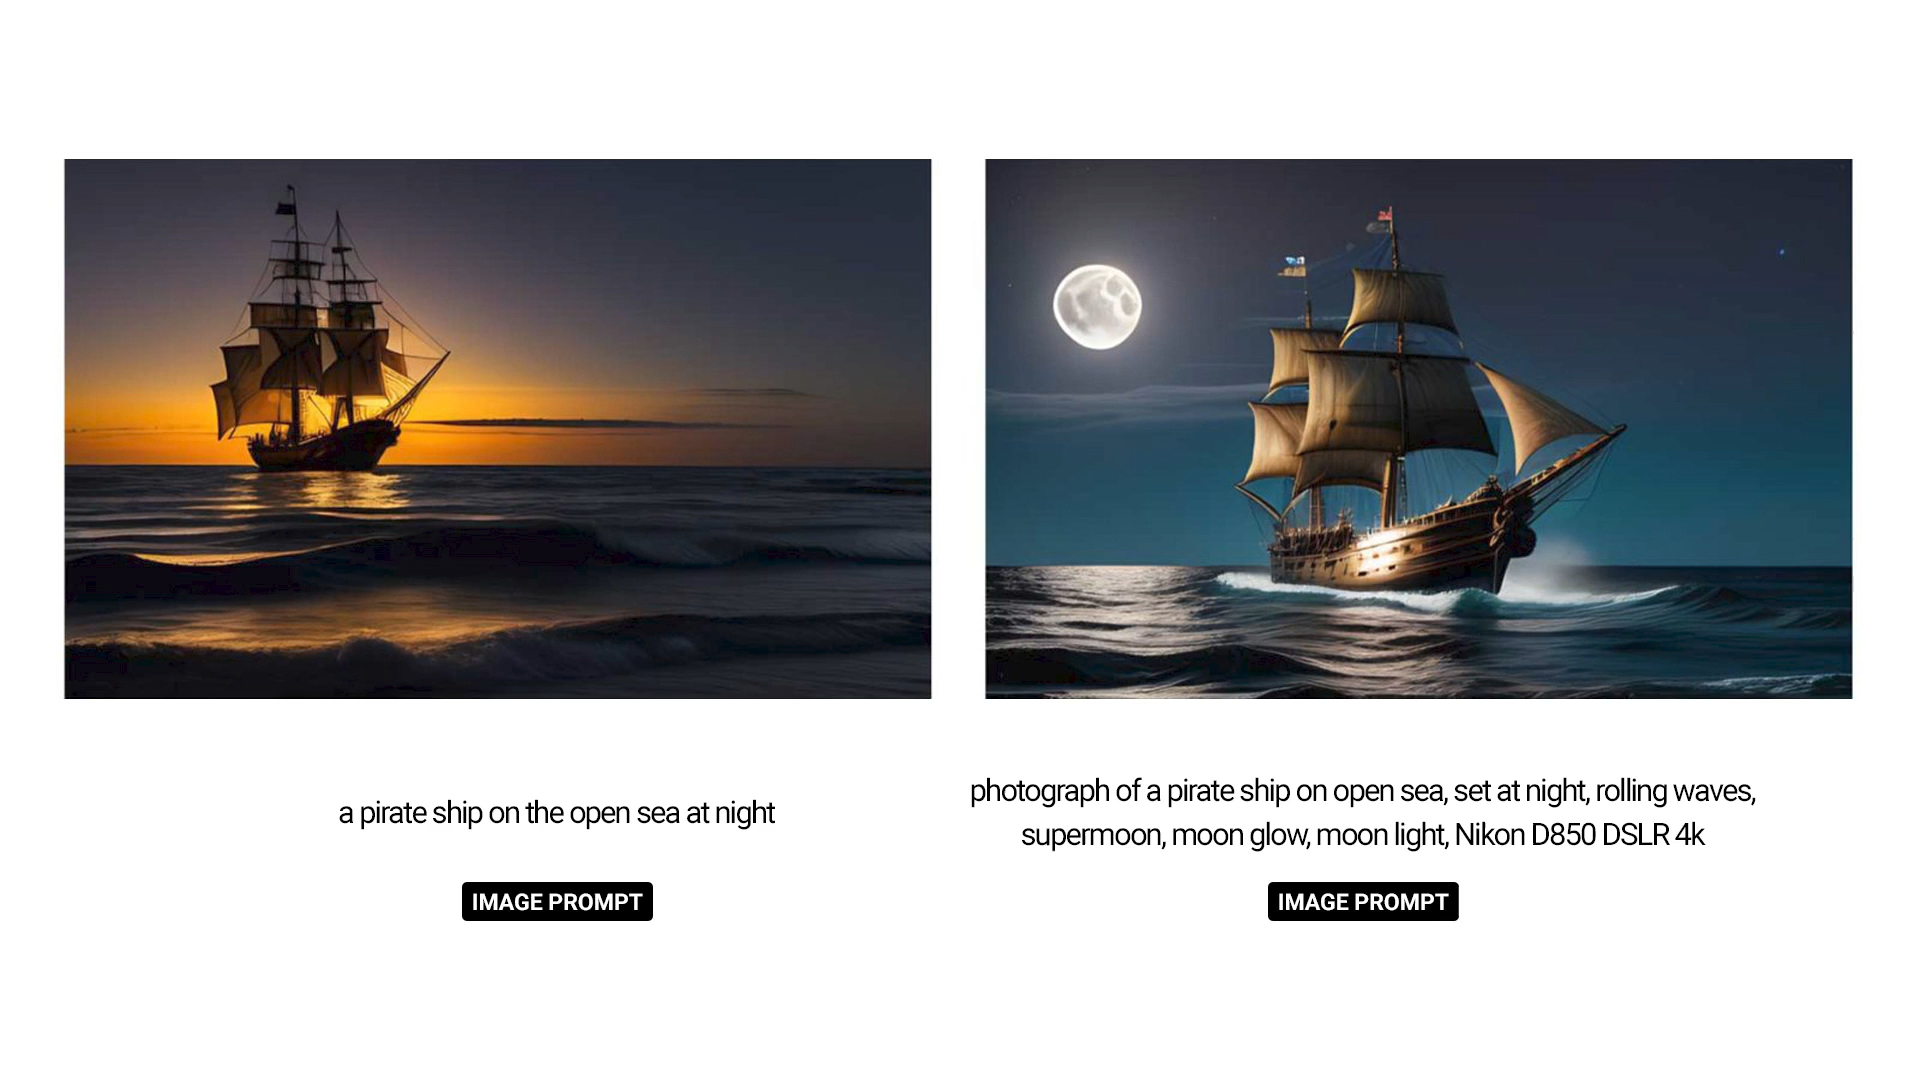 a pirate ship on the open sea at night
IMAGE PROMPT
photograph of a pirate ship on open sea, set at night, rolling waves,
supermoon, moon glow, moon light, Nikon D850 DSLR 4k
IMAGE PROMPT